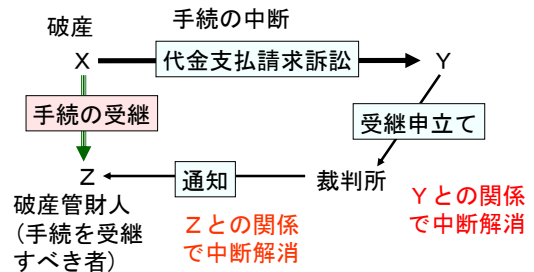 手続の中断
破産
X
代金支払請求訴訟
Y
手続の受継
受継申立て
Z
通知
裁判所
破産管財人
(手続を受継
すべき者)
Zとの関係
で中断解消
Yとの関係
で中断解消